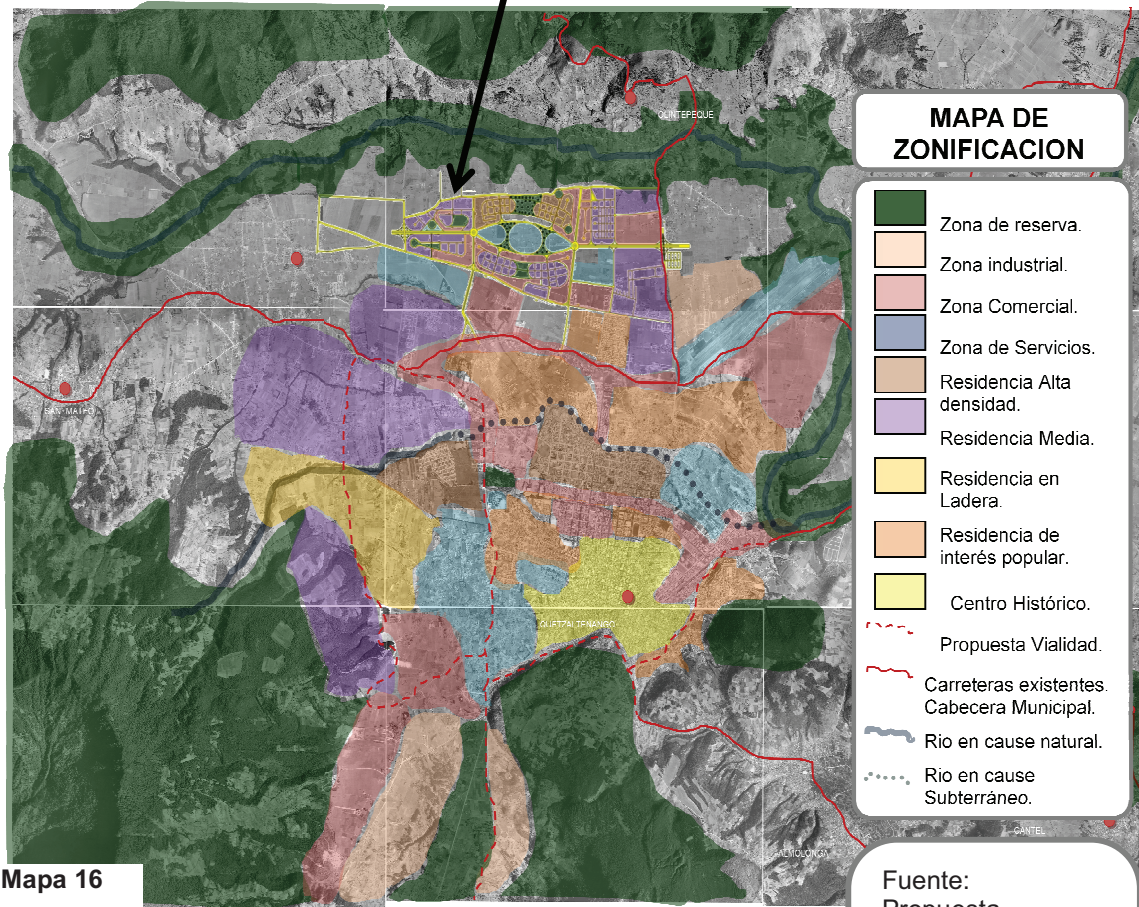 OLINTEPEQUE
MAPA DE
ZONIFICACION
Zona de reserva.
Zona industrial.
Zona Comercial.
Zona de Servicios.
Residencia Alta
densidad.
Residencia Media.
Residencia en
Ladera.
Residencia de
interés popular.
Centro Histórico.
Propuesta Vialidad.
Carreteras existentes.
Cabecera Municipal.
Rio en cause natural.
Rio en cause
Subterráneo.
SAN MATEO
QUETZALTENANGO
CANTEL
ALMOLONGA
Mapa 16
Fuente:
Propuesta